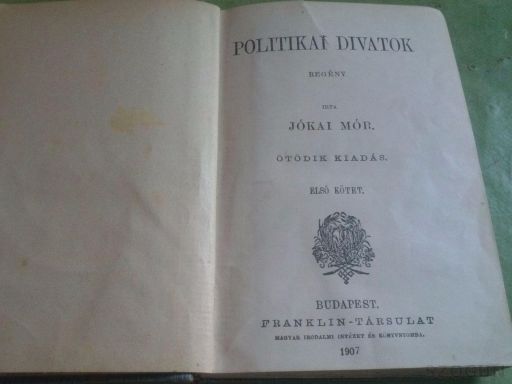 POLITIKAI DIVATOK
REGÉNY
IRTA
JÓKAI MÓR.
ÖTÖDIK KIADÁS.
ELSŐ KÖTET.
BUDAPEST.
FRANKLIN-TÁRSULAT
MAGYAR IRODALMI INTÉZET ÉS KÖNYVNYOMDA.
1907